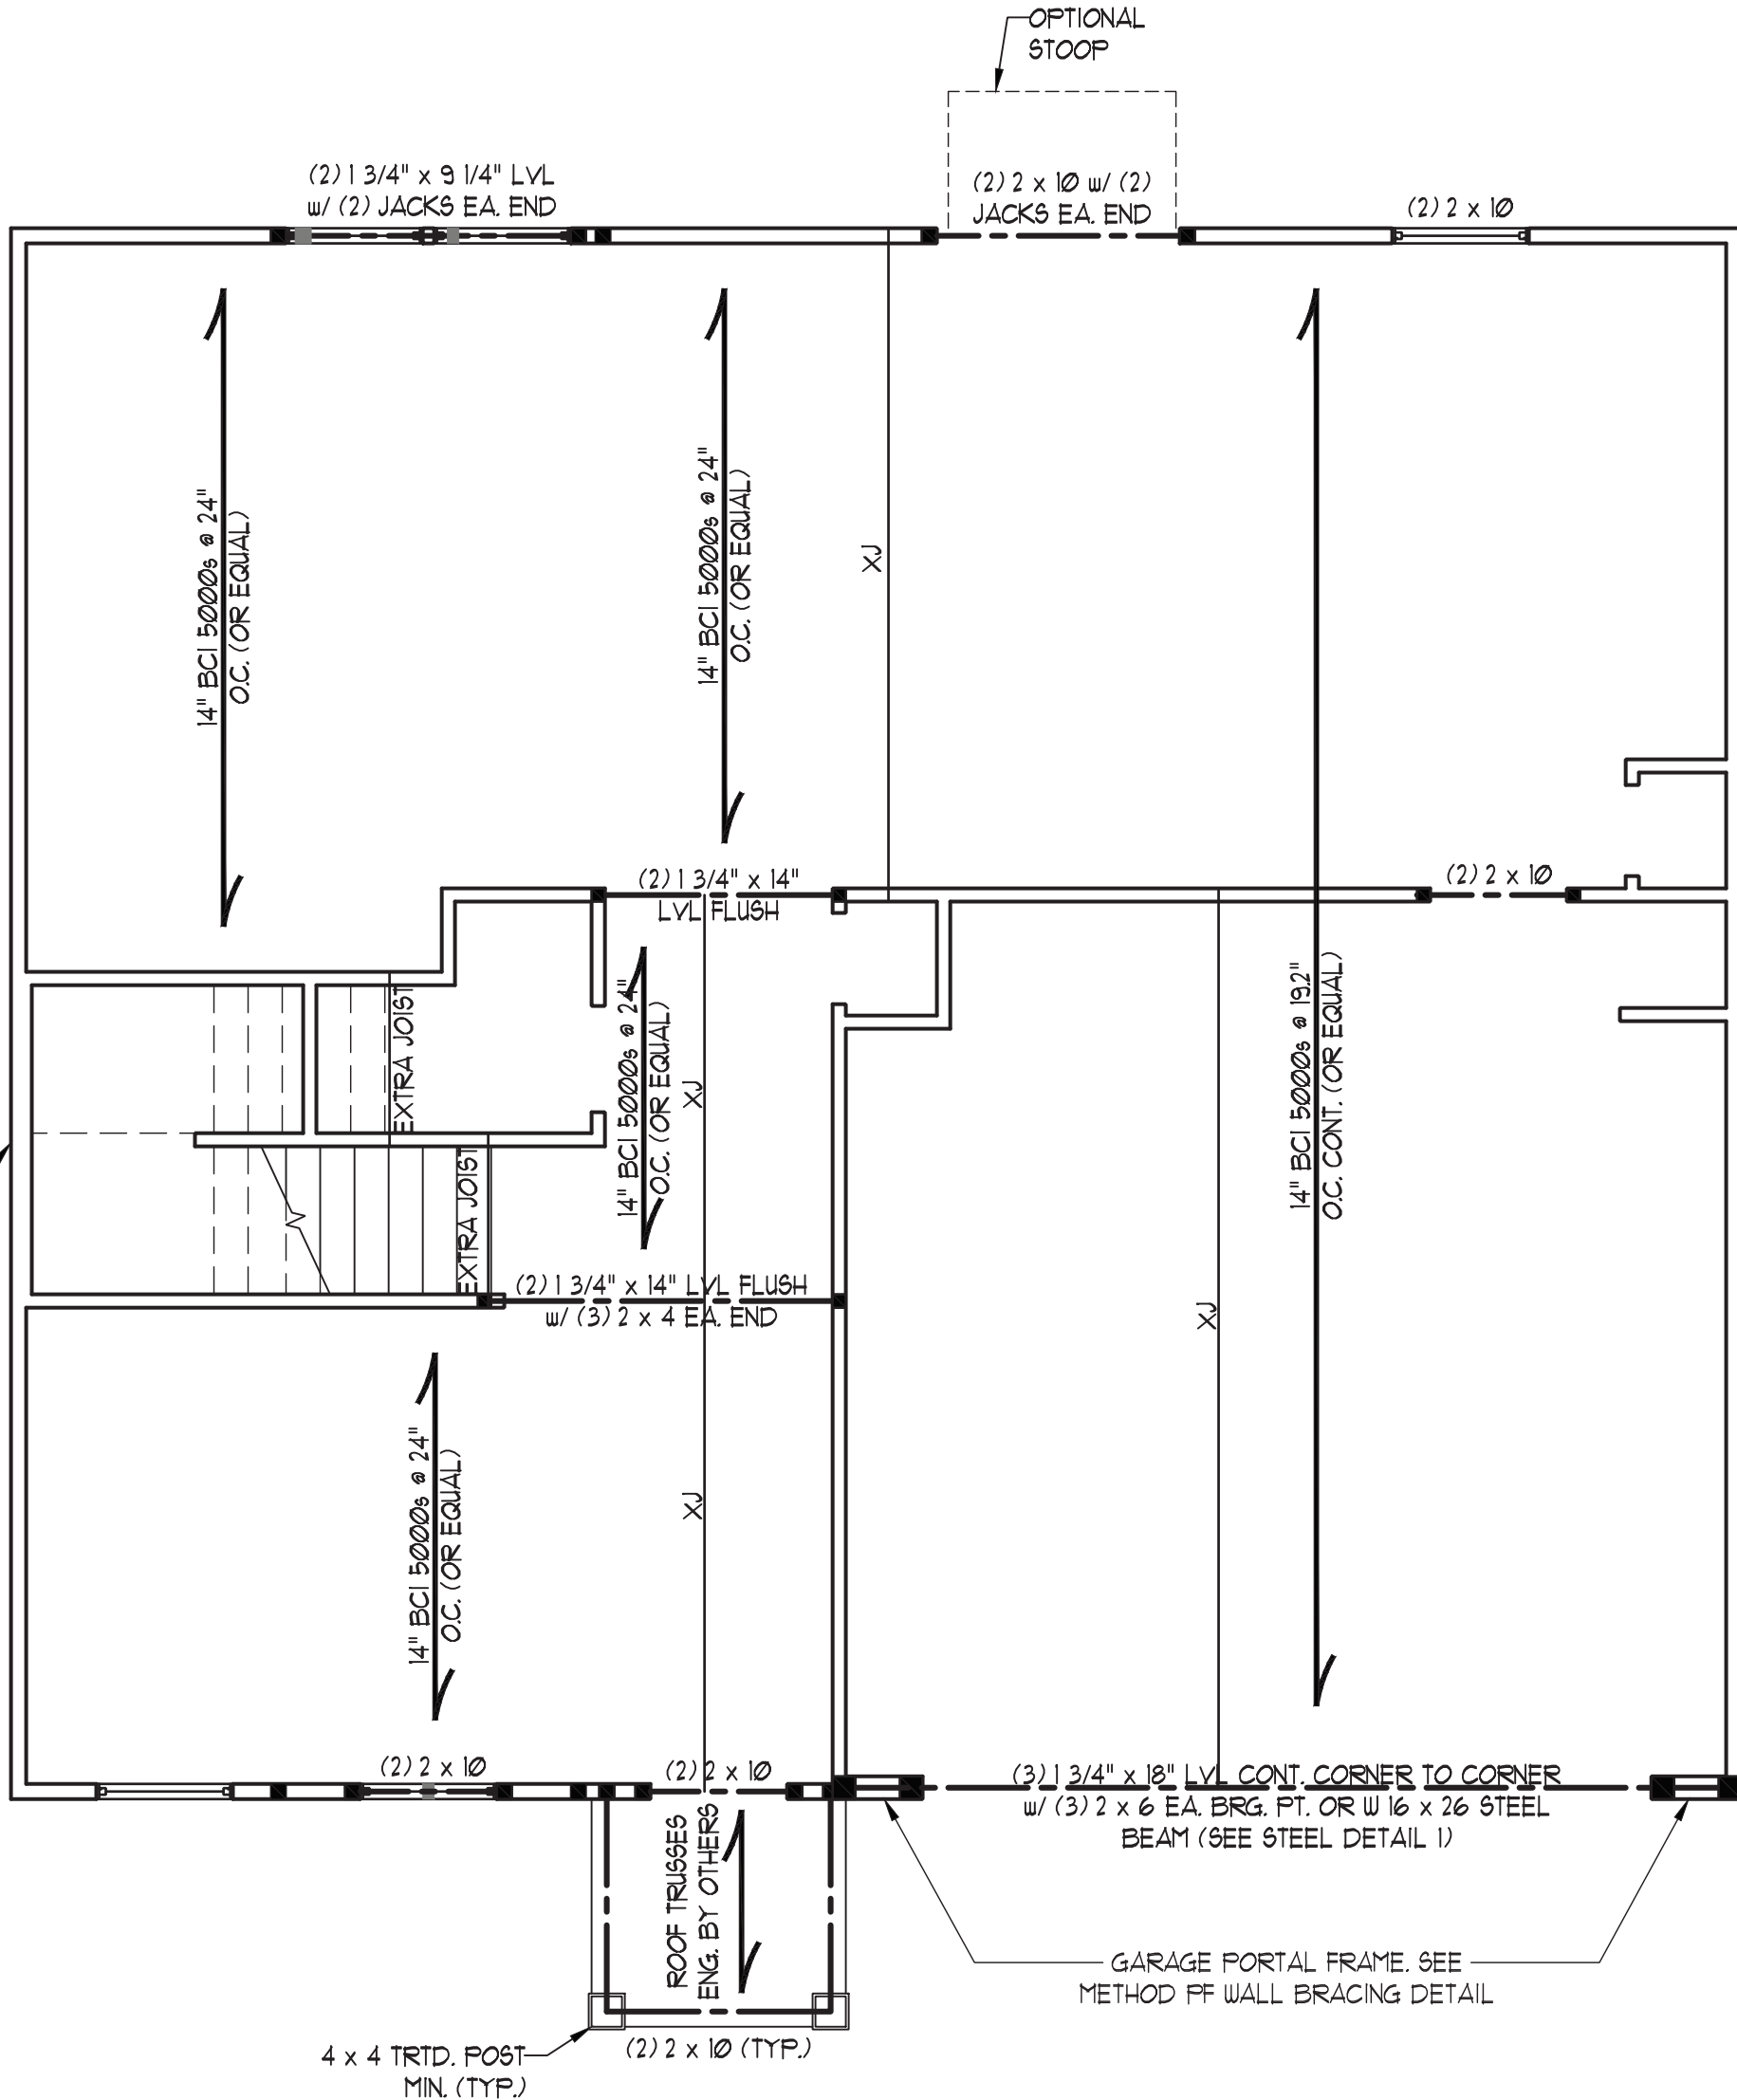 OPTIONAL
STOOP
(2) 1 3/4" x 9 1/4" LVL
w/ (2) JACKS EA. END
(2) 2 x 10 w/ (2)
JACKS EA. END
(2) 2 x 10
14" BCI 5000s @ 24"
O.C. (OR EQUAL)
14" BCI 5000s @ 24"
O.C. (OR EQUAL)
XJ
(2) 1 3/4" x 14"
LVL FLUSH
(2) 2 x 10
EXTRA JOIST
14" BCI 5000s @ 24"
O.C. (OR EQUAL)
XJ
14" BCI 5000s @ 19.2"
O.C. CONT. (OR EQUAL)
EXTRA JOIST
(2) 1 3/4" x 14" LVL FLUSH
w/ (3) 2 x 4 EA. END
XJ
14" BCI 5000s @ 24"
O.C. (OR EQUAL)
XJ
(2) 2 x 10
(2) 2 x 10
(3) 1 3/4" x 18" LVL CONT. CORNER TO CORNER
w/ (3) 2 x 6 EA. BRG. PT. OR W 16 x 26 STEEL
BEAM (SEE STEEL DETAIL 1)
ROOF TRUSSES
ENG. BY OTHERS
GARAGE PORTAL FRAME. SEE
METHOD PF WALL BRACING DETAIL
4 x 4 TRTD. POST
MIN. (TYP.)
(2) 2 x 10 (TYP.)